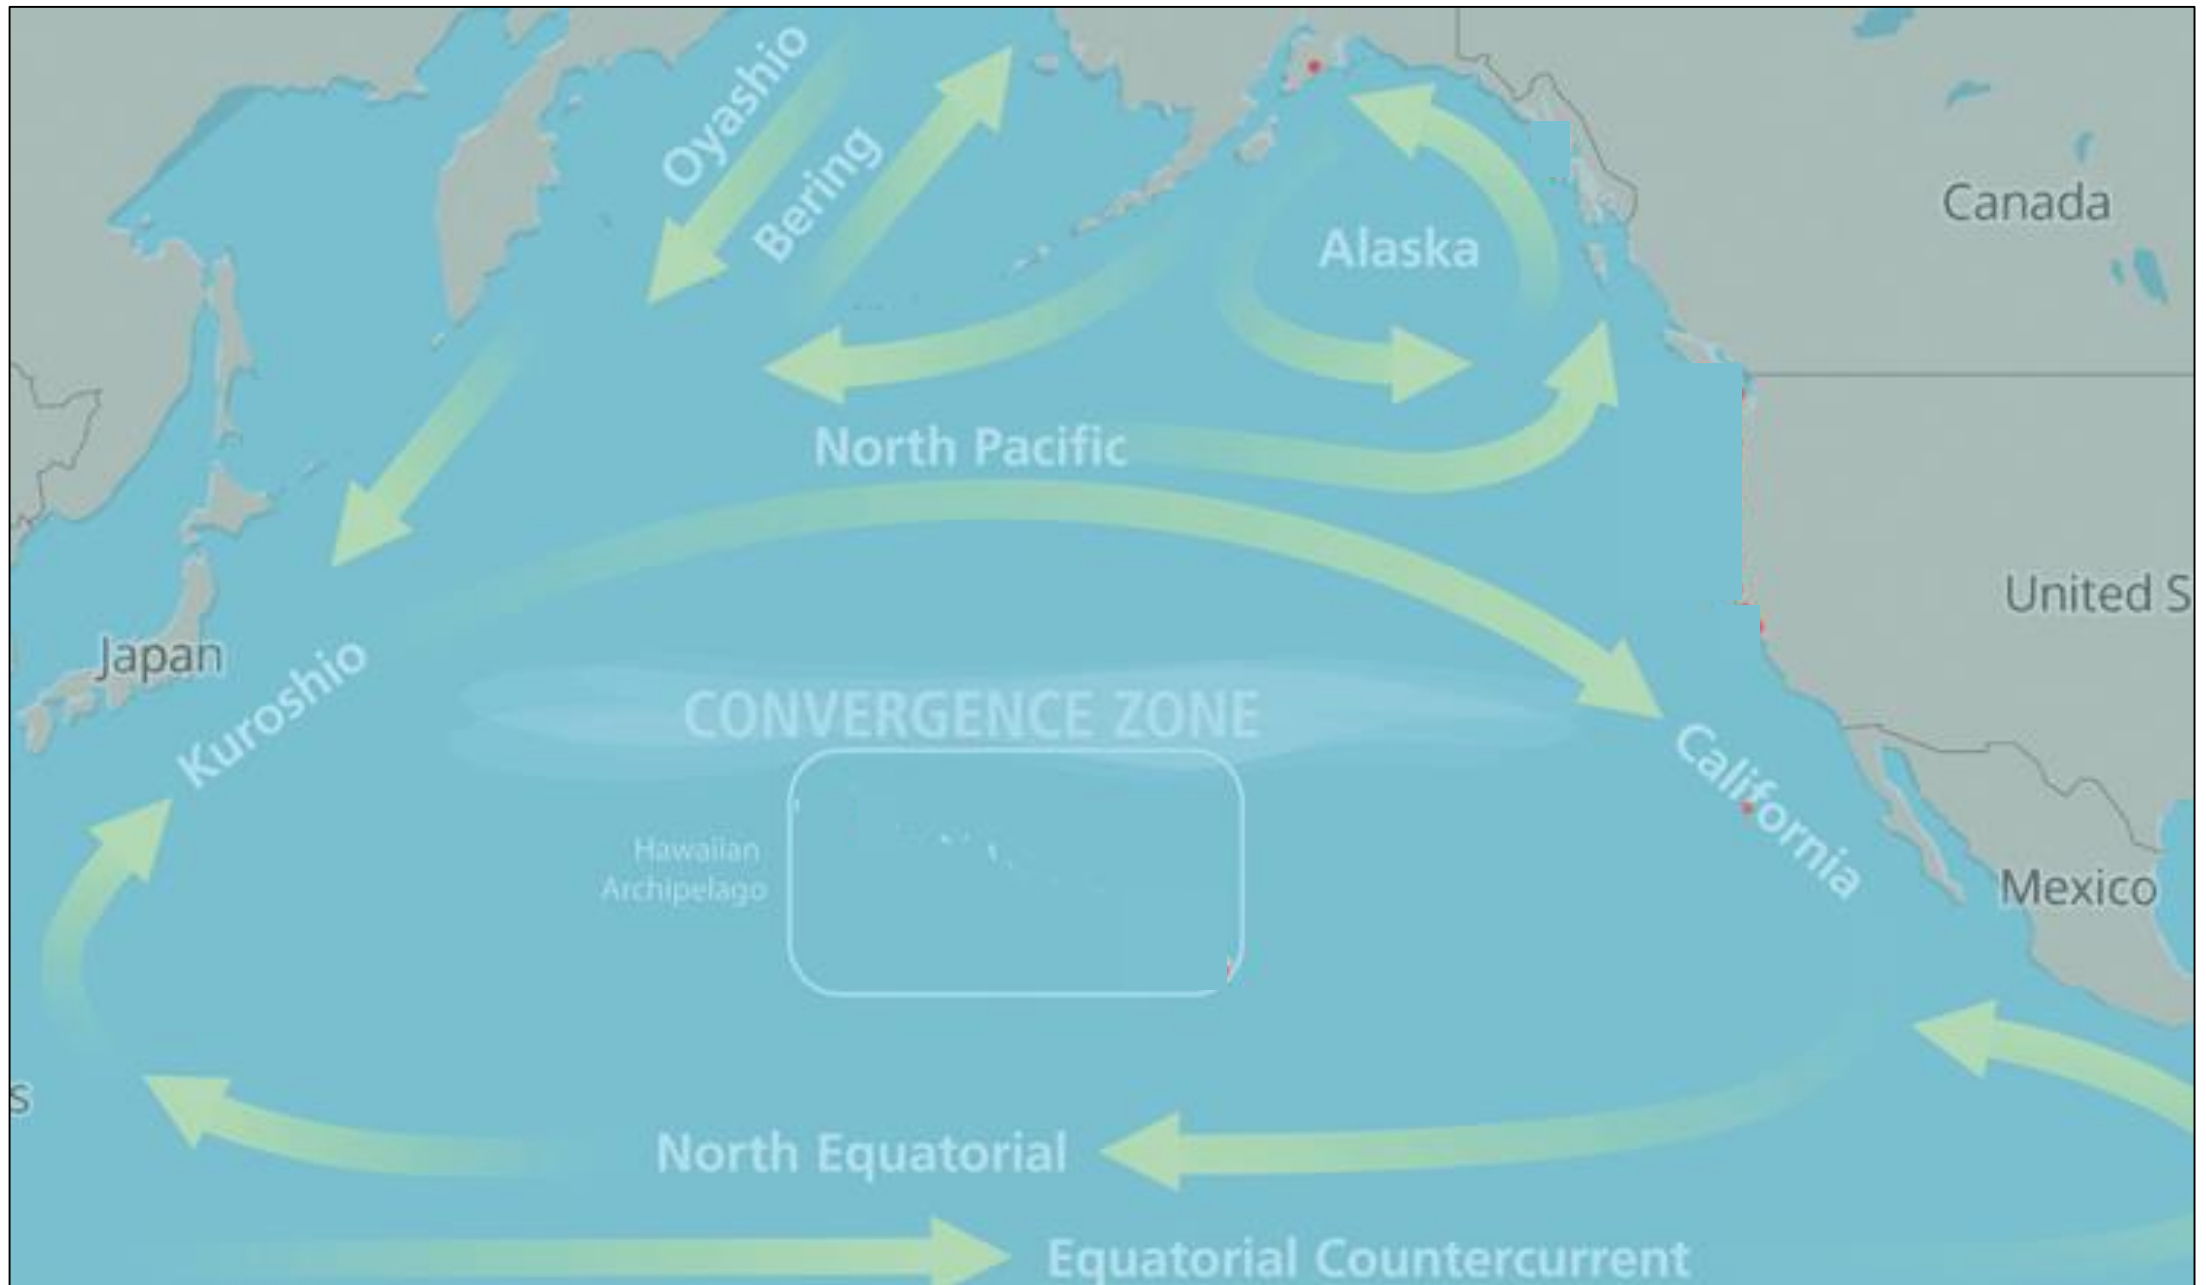 Oyashio
Bering
Alaska
Canada
North Pacific
United S
Japan
Kuroshio
CONVERGENCE ZONE
California
Hawaiian
Archipelago
Mexico
s
North Equatorial
Equatorial Countercurrent